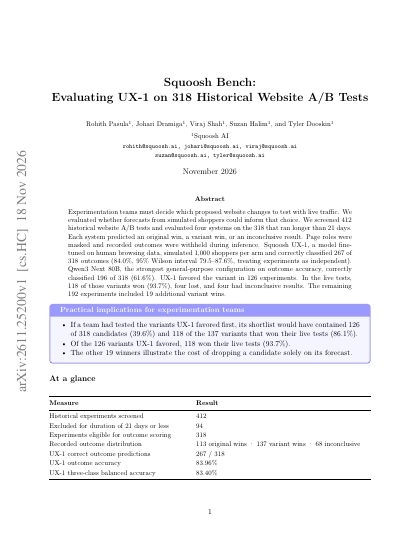 Squoosh Bench:
Evaluating UX-1 on 318 Historical Website A/B Tests
Rohith Pasula¹, Johari Dramiga¹, Viraj Shah¹, Suzan Halim¹, and Tyler Dooskin¹
¹Squoosh AI
rohith@squoosh.ai, johari@squoosh.ai, viraj@squoosh.ai
suzan@squoosh.ai, tyler@squoosh.ai
November 2026
arXiv:2611.25200v1 [cs.HC] 18 Nov 2026
Abstract
Experimentation teams must decide which proposed website changes to test with live traffic. We
evaluated whether forecasts from simulated shoppers could inform that choice. We screened 412
historical website A/B tests and evaluated four systems on the 318 that ran longer than 21 days.
Each system predicted an original win, a variant win, or an inconclusive result. Page roles were
masked and recorded outcomes were withheld during inference. Squoosh UX-1, a model fine-
tuned on human browsing data, simulated 1,000 shoppers per arm and correctly classified 267 of
318 outcomes (84.0%, 95% Wilson interval 79.5–87.6%, treating experiments as independent).
Qwen3 Next 80B, the strongest general-purpose configuration on outcome accuracy, correctly
classified 196 of 318 (61.6%). UX-1 favored the variant in 126 experiments. In the live tests,
118 of those variants won (93.7%), four lost, and four had inconclusive results. The remaining
192 experiments included 19 additional variant wins.
Practical implications for experimentation teams
• If a team had tested the variants UX-1 favored first, its shortlist would have contained 126
of 318 candidates (39.6%) and 118 of the 137 variants that won their live tests (86.1%).
• Of the 126 variants UX-1 favored, 118 won their live tests (93.7%).
• The other 19 winners illustrate the cost of dropping a candidate solely on its forecast.
At a glance
Measure Result
Historical experiments screened 412
Excluded for duration of 21 days or less 94
Experiments eligible for outcome scoring 318
Recorded outcome distribution 113 original wins · 137 variant wins · 68 inconclusive
UX-1 correct outcome predictions 267 / 318
UX-1 outcome accuracy 83.96%
UX-1 three-class balanced accuracy 83.40%
1